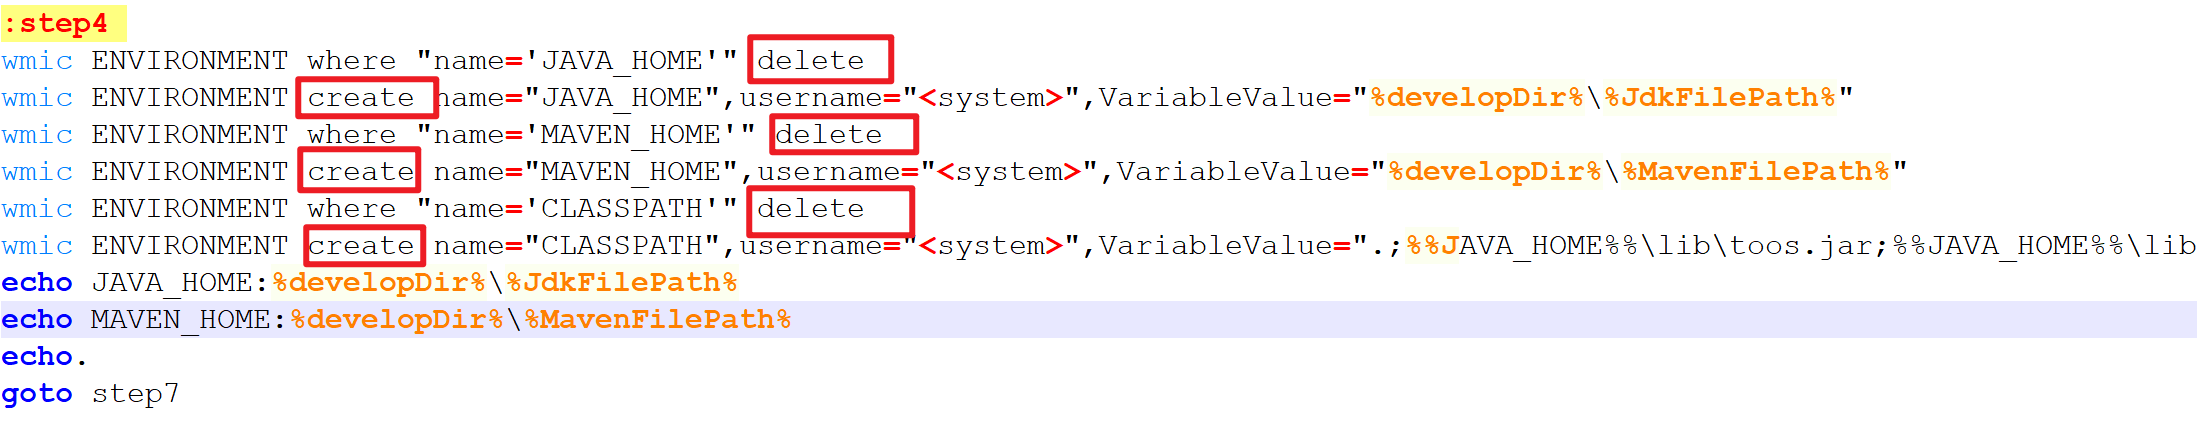 :step4
wmic ENVIRONMENT where "name='JAVA_HOME'" delete
wmic ENVIRONMENT create name="JAVA_HOME",username="<system>",VariableValue="%developDir%\%JdkFilePath%"
wmic ENVIRONMENT where "name='MAVEN_HOME'" delete
wmic ENVIRONMENT create name="MAVEN_HOME",username="<system>",VariableValue="%developDir%\%MavenFilePath%"
wmic ENVIRONMENT where "name='CLASSPATH'" delete
wmic ENVIRONMENT create name="CLASSPATH",username="<system>",VariableValue=".;%%JAVA_HOME%%\lib\toos.jar;%%JAVA_HOME%%\lib
echo JAVA_HOME:%developDir%\%JdkFilePath%
echo MAVEN_HOME:%developDir%\%MavenFilePath%
echo.
goto step7